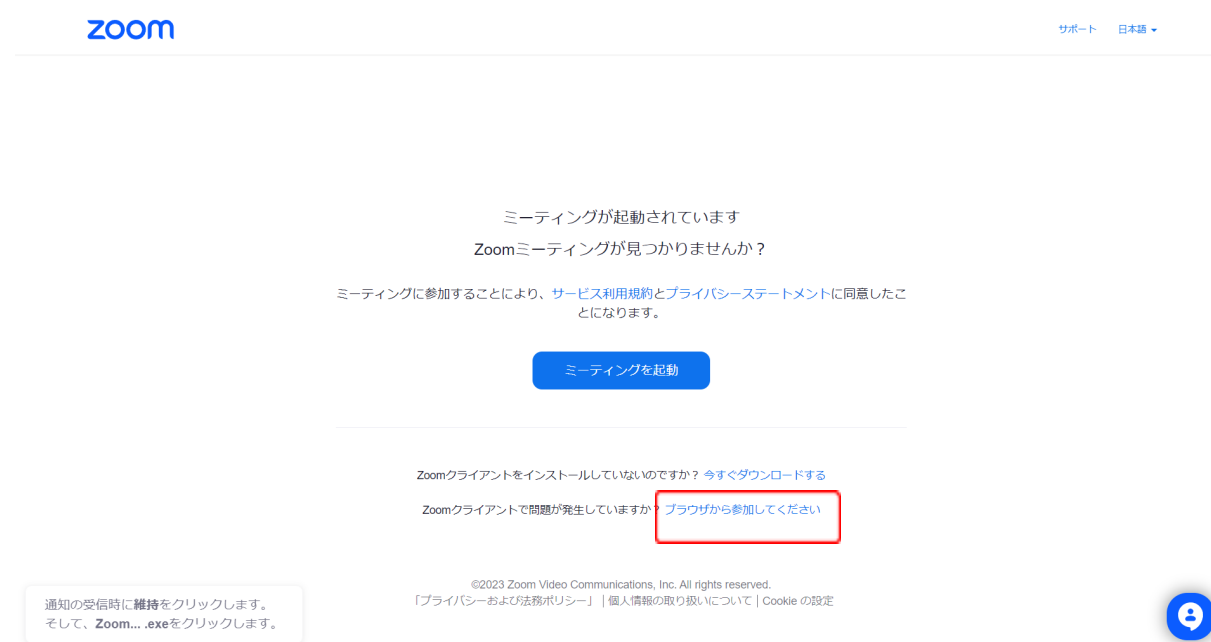 zoom
サポート 日本語
ミーティングが起動されています
Zoomミーティングが見つかりませんか？
ミーティングに参加することにより、サービス利用規約とプライバシーステートメントに同意したこ
とになります。
ミーティングを起動
Zoomクライアントをインストールしていないのですか？ 今すぐダウンロードする
Zoomクライアントで問題が発生していますか？ ブラウザから参加してください
©2023 Zoom Video Communications, Inc. All rights reserved.
「プライバシーおよび法務ポリシー」 | 個人情報の取り扱いについて | Cookie の設定
通知の受信時に維持をクリックします。
そして、Zoom... .exeをクリックします。